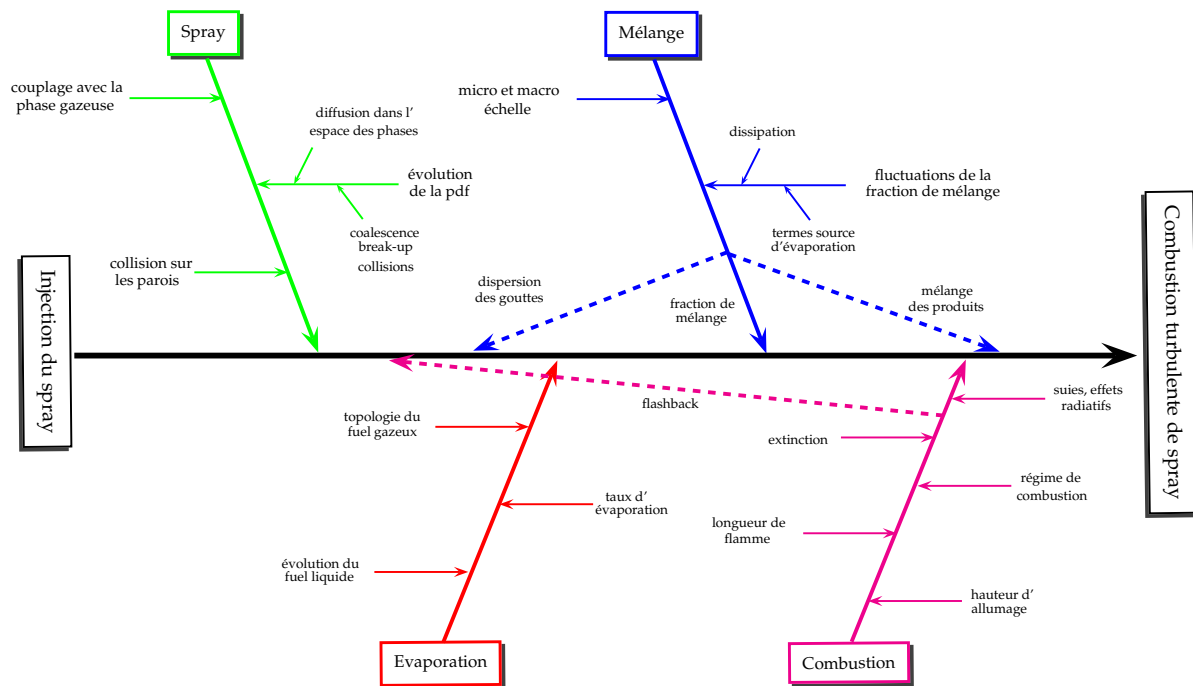 Spray
Mélange
couplage avec la
phase gazeuse
diffusion dans l'
espace des phases
évolution
de la pdf
coalescence
break-up
collisions
collision sur
les parois
micro et macro
échelle
dissipation
fluctuations de la
fraction de mélange
termes source
d'évaporation
dispersion
des gouttes
fraction de
mélange
mélange
des produits
Injection du spray
Combustion turbulente de spray
flashback
topologie du
fuel gazeux
taux d'
évaporation
évolution du
fuel liquide
suies, effets
radiatifs
extinction
régime de
combustion
longueur de
flamme
hauteur d'
allumage
Evaporation
Combustion